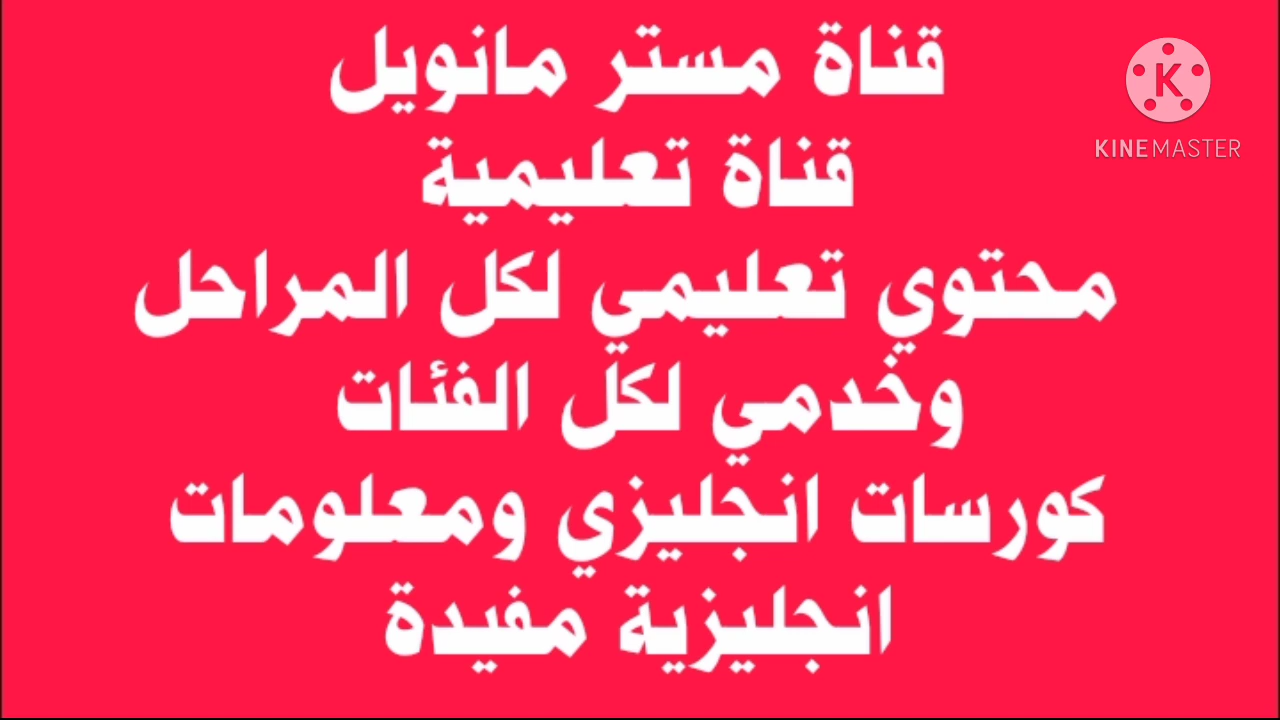 قناة مستر مانويل
قناة تعليمية
محتوي تعليمي لكل المراحل
وخدمي لكل الفئات
كورسات انجليزي ومعلومات
انجليزية مفيدة
K
KINEMASTER